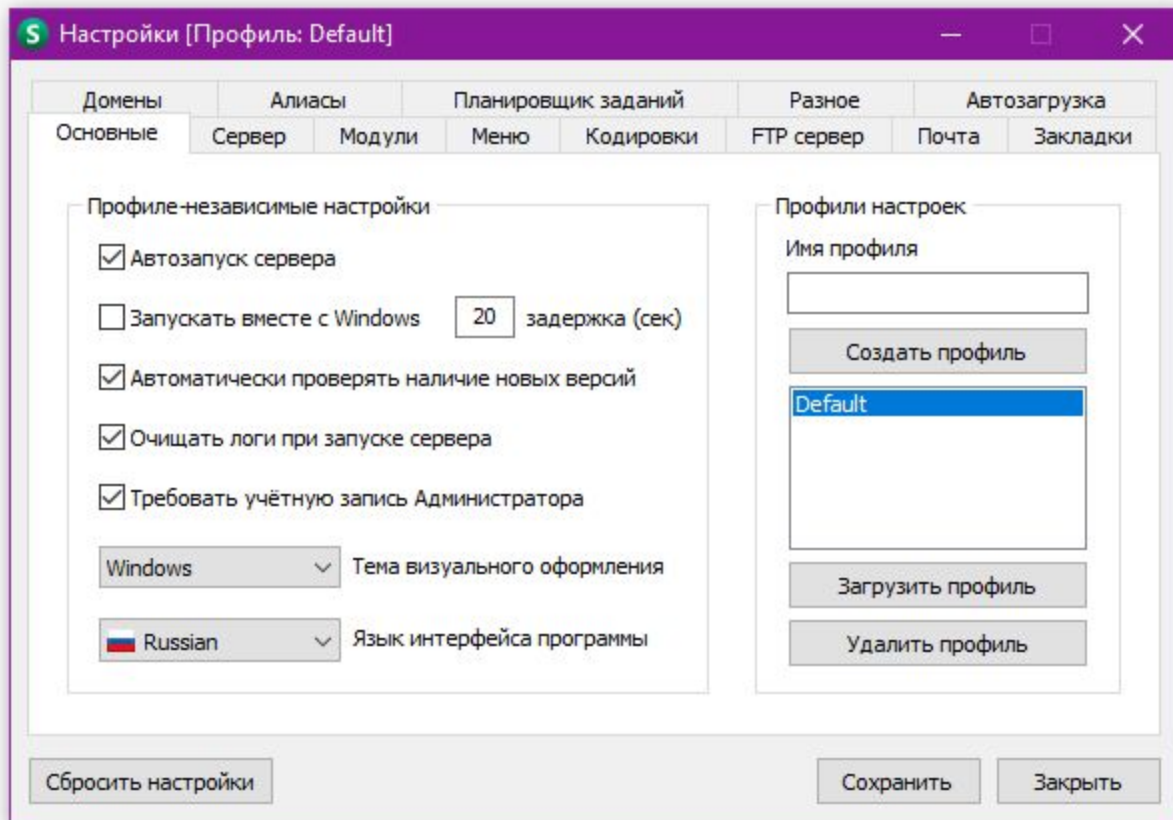 S Настройки [Профиль: Default]
Домены Алиасы Планировщик заданий Разное Автозагрузка
Основные Сервер Модули Меню Кодировки FTP сервер Почта Закладки
Профиле-независимые настройки
Автозапуск сервера
Запускать вместе с Windows 20 задержка (сек)
Автоматически проверять наличие новых версий
Очищать логи при запуске сервера
Требовать учётную запись Администратора
Windows Тема визуального оформления
Russian Язык интерфейса программы
Профили настроек
Имя профиля
Создать профиль
Default
Загрузить профиль
Удалить профиль
Сбросить настройки Сохранить Закрыть